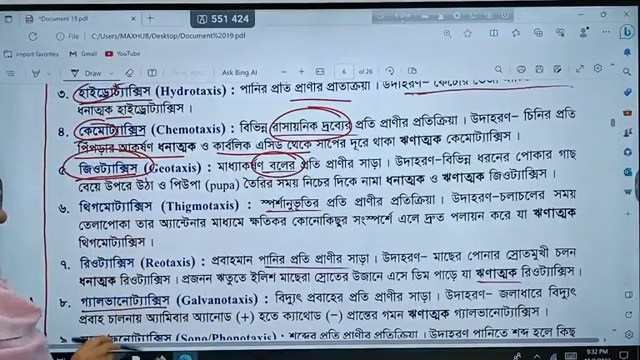 *Document 19.pdf
551 424
File C:/Users/MAXHUB/Desktop/Document%2019.pdf
Import favorites Gmail YouTube
Draw Ask Bing AI 6 of 26
৩. হাইড্রোট্যাক্সিস (Hydrotaxis) : পানির প্রতি প্রাণীর প্রতিক্রিয়া। উদাহরণ–
ধনাত্মক হাইড্রোট্যাক্সিস।
৪. কেমোট্যাক্সিস (Chemotaxis) : বিভিন্ন রাসায়নিক দ্রব্যের প্রতি প্রাণীর প্রতিক্রিয়া। উদাহরণ– চিনির প্রতি
পিঁপড়ার আকর্ষণ ধনাত্মক ও কার্বলিক এসিড থেকে সাপের দূরে থাকা ঋণাত্মক কেমোট্যাক্সিস।
৫. জিওট্যাক্সিস (Geotaxis) : মাধ্যাকর্ষণ বলের প্রতি প্রাণীর সাড়া। উদাহরণ-বিভিন্ন ধরনের পোকার গাছ
বেয়ে উপরে উঠা ও পিউপা (pupa) তৈরির সময় নিচের দিকে নামা ধনাত্মক ও ঋণাত্মক জিওট্যাক্সিস।
৬. থিগমোট্যাক্সিস (Thigmotaxis) : স্পর্শানুভূতির প্রতি প্রাণীর প্রতিক্রিয়া। উদাহরণ- চলাচলের সময়
তেলাপোকা তার অ্যান্টেনার মাধ্যমে ক্ষতিকর কোনোকিছুর সংস্পর্শে এলে দ্রুত পলায়ন করে যা ঋণাত্মক
থিগমোট্যাক্সিস।
৭. রিওট্যাক্সিস (Reotaxis) : প্রবাহমান পানির প্রতি প্রাণীর সাড়া। উদাহরণ- মাছের পোনার স্রোতমুখী চলন
ধনাত্মক রিওট্যাক্সিস। প্রজনন ঋতুতে ইলিশ মাছেরা স্রোতের উজানে এসে ডিম পাড়ে যা ঋণাত্মক রিওট্যাক্সিস।
৮. গ্যালভানোট্যাক্সিস (Galvanotaxis) : বিদ্যুৎ প্রবাহের প্রতি প্রাণীর সাড়া। উদাহরণ- জলাধারে বিদ্যুৎ
প্রবাহ চালনায় অ্যামিবার অ্যানোড (+) হতে ক্যাথোড (-) প্রান্তের গমন ঋণাত্মক গ্যালভানোট্যাক্সিস।
(Sono/Phonotaxis) : শব্দের প্রতি প্রাণীর প্রতিক্রিয়া। উদাহরণ পানিতে শব্দ হলে কিছু
9:32 PM